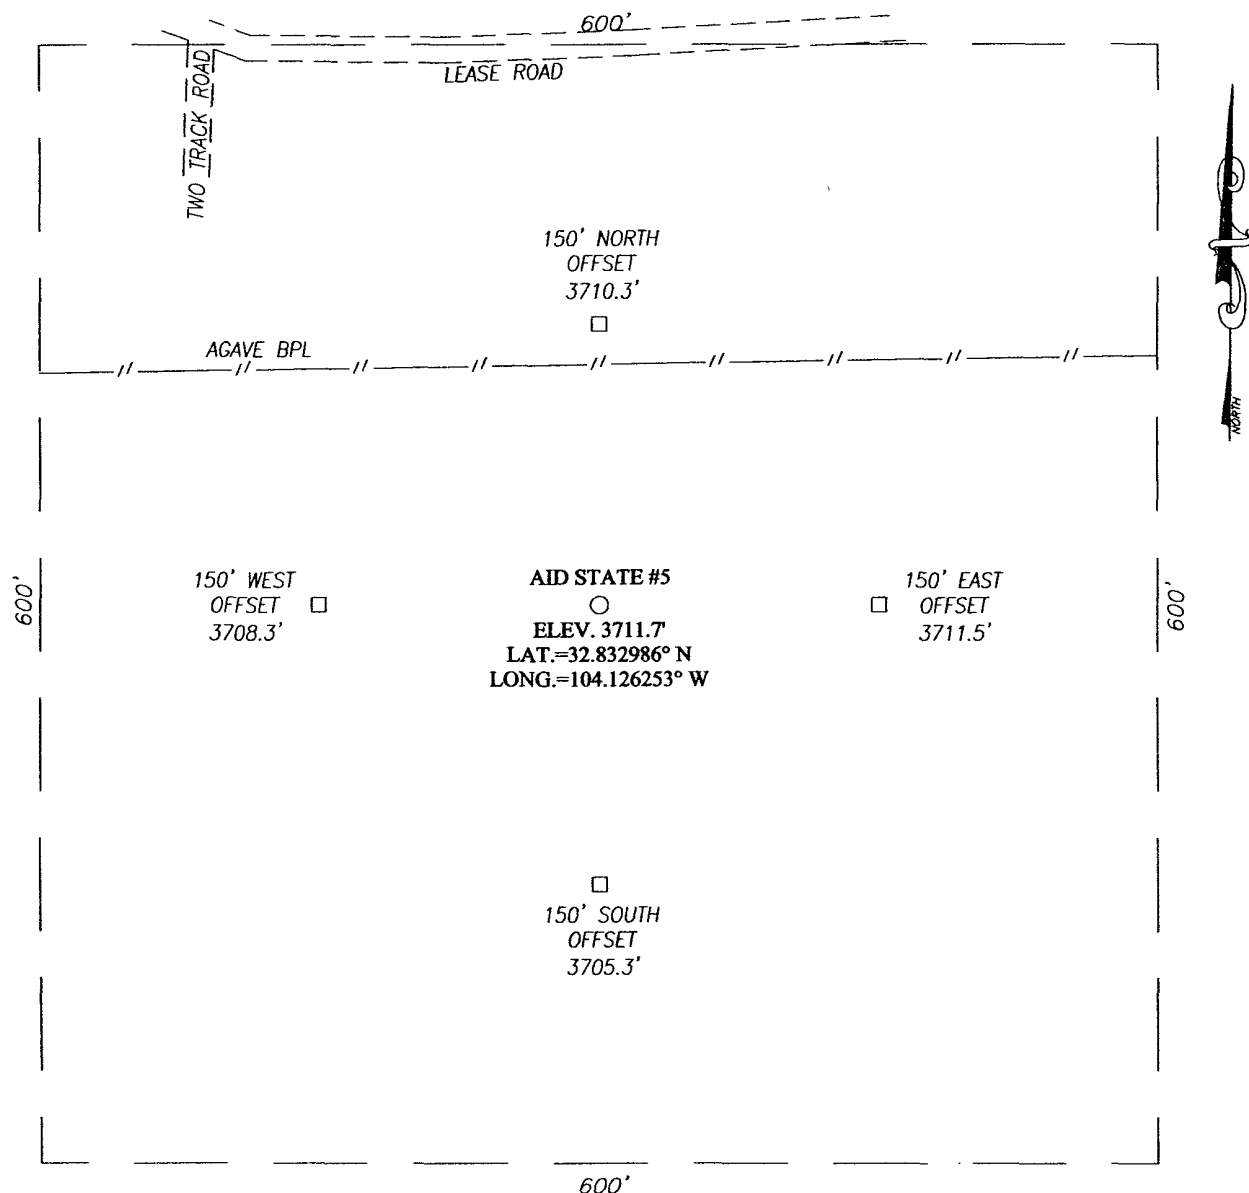 600'
LEASE ROAD
TWO TRACK ROAD
150' NORTH
OFFSET
3710.3'
AGAVE BPL
NORTH
600'
150' WEST
OFFSET
3708.3'
AID STATE #5
ELEV. 3711.7'
LAT.=32.832986° N
LONG.=104.126253° W
150' EAST
OFFSET
3711.5'
600'
150' SOUTH
OFFSET
3705.3'
600'